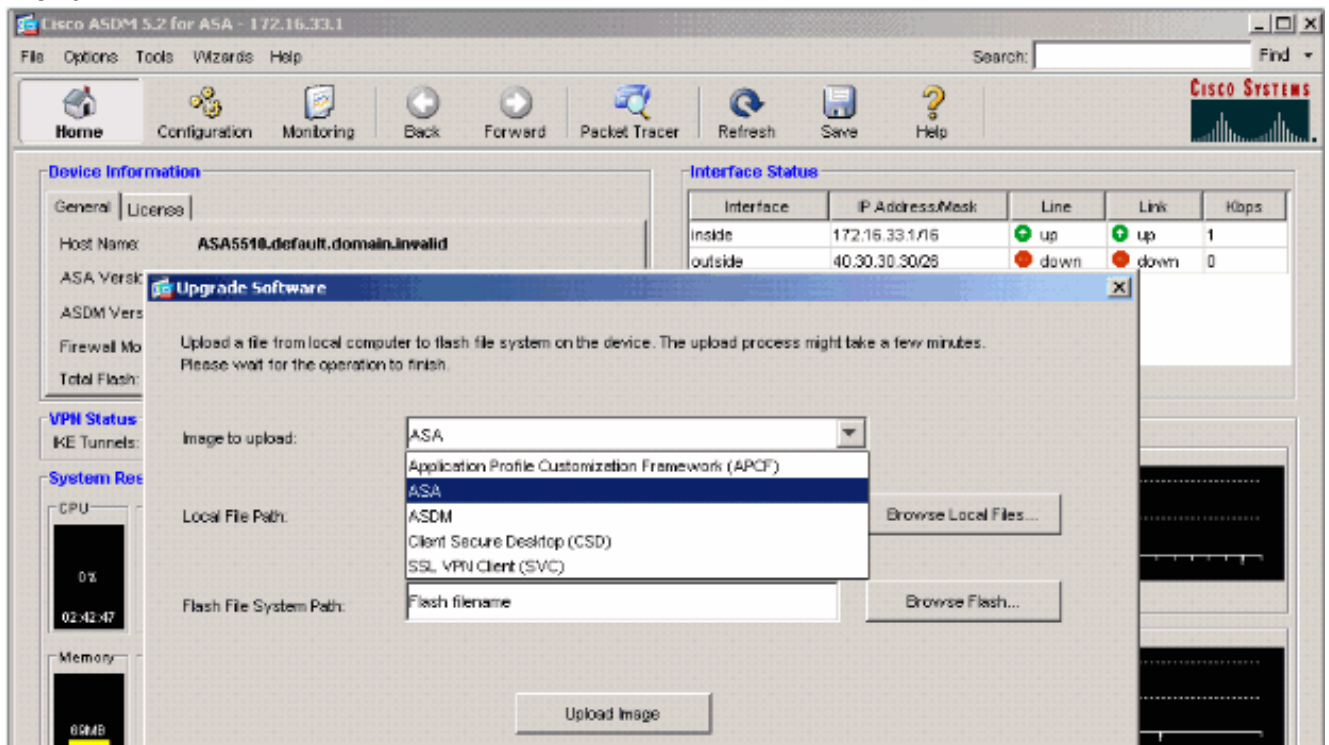 Cisco ASDM 5.2 for ASA - 172.16.33.1
File Options Tools Wizards Help Search: Find
Home Configuration Monitoring Back Forward Packet Tracer Refresh Save Help
CISCO SYSTEMS
Device Information
General License
Host Name: ASA5510.default.domain.invalid
ASA Versic
ASDM Vers
Firewall Mo
Total Flash:
Interface Status
Interface IP Address/Mask Line Link Kbps
inside 172.16.33.1/16 up up 1
outside 40.30.30.30/26 down down 0
VPN Status
IKE Tunnels:
System Res
CPU
0%
02:42:47
Memory
69MB
Upgrade Software
Upload a file from local computer to flash file system on the device. The upload process might take a few minutes.
Please wait for the operation to finish.
Image to upload: ASA
Application Profile Customization Framework (APCF)
ASA
ASDM
Client Secure Desktop (CSD)
SSL VPN Client (SVC)
Local File Path: Browse Local Files...
Flash File System Path: Flash filename Browse Flash...
Upload Image